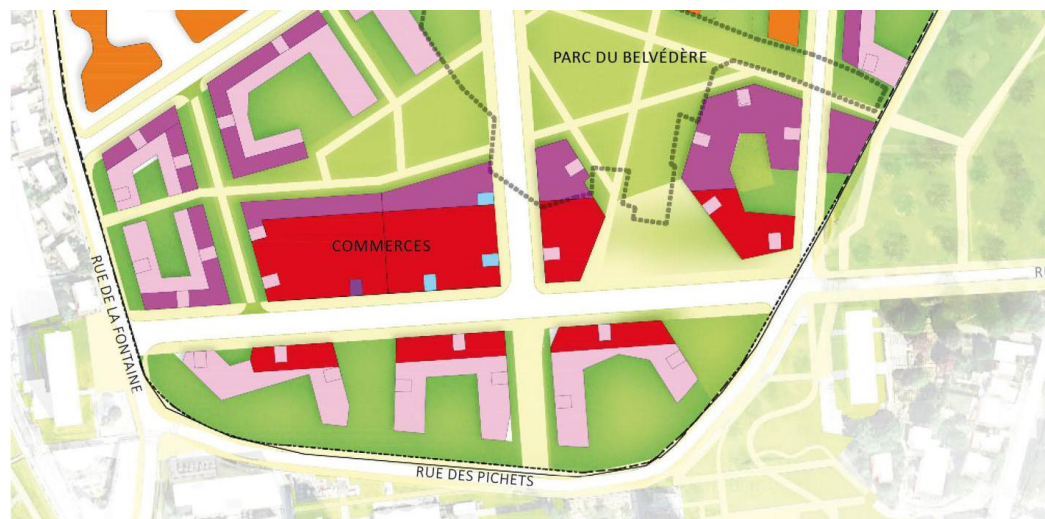 PARC DU BELVÉDÈRE
COMMERCES
RUE DE LA FONTAINE
RUE DES PICHETS